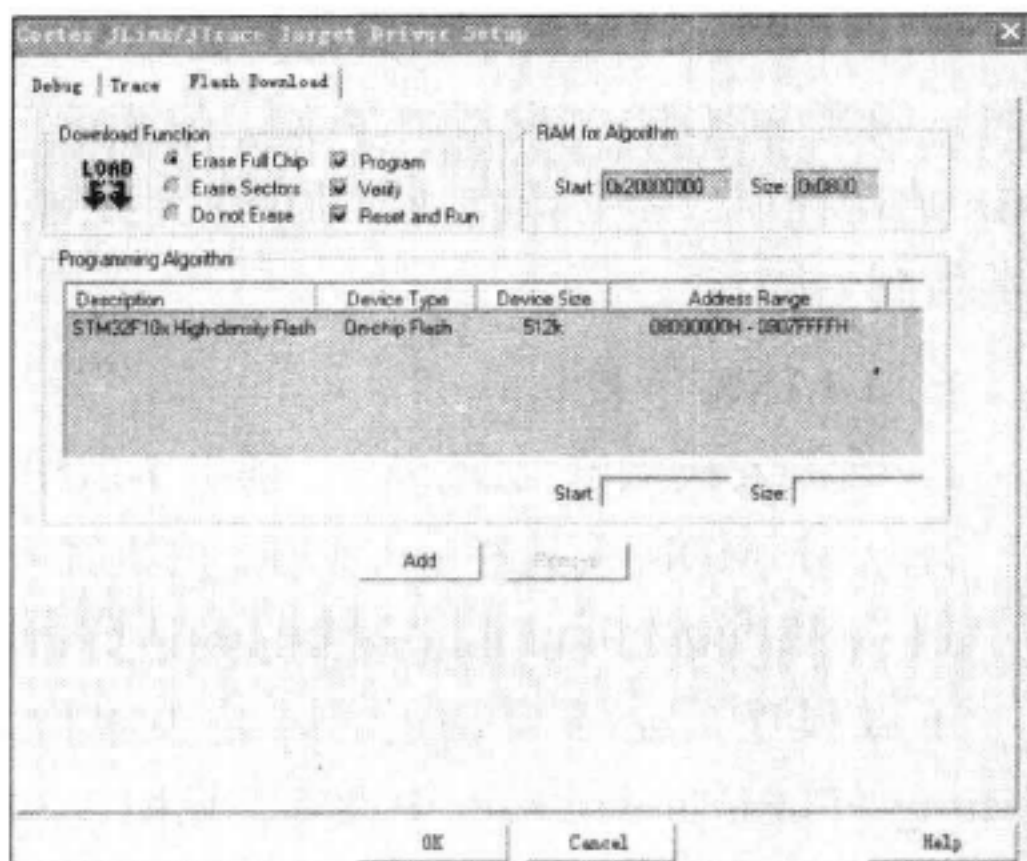 Cortex JLink/JTrace Target Driver Setup
Debug Trace Flash Download
Download Function
LOAD
Erase Full Chip Program
Erase Sectors Verify
Do not Erase Reset and Run
RAM for Algorithm
Start: 0x20000000 Size: 0x0800
Programming Algorithm
Description Device Type Device Size Address Range
STM32F10x High-density Flash On-chip Flash 512k 08000000H - 0807FFFFH
Start: Size:
Add Remove
OK Cancel Help